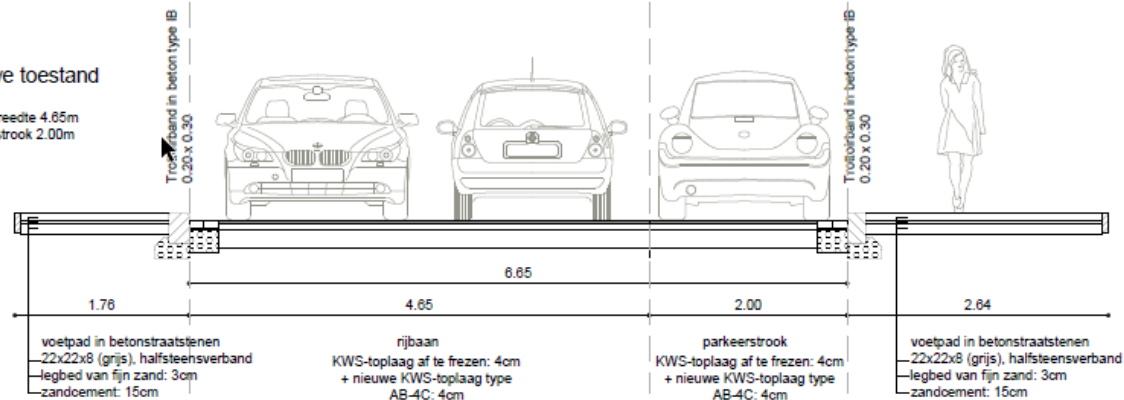 Trottoirband in beton type IB
0.20 x 0.30
Trottoirband in beton type IB
0.20 x 0.30
ve toestand
reedte 4.65m
strook 2.00m
6.65
1.76
4.65
2.00
2.64
voetpad in betonstraatstenen
22x22x8 (grijs), halfsteensverband
legbed van fijn zand: 3cm
zandcement: 15cm
rijbaan
KWS-toplaag af te frezen: 4cm
+ nieuwe KWS-toplaag type
AB-4C: 4cm
parkeerstrook
KWS-toplaag af te frezen: 4cm
+ nieuwe KWS-toplaag type
AB-4C: 4cm
voetpad in betonstraatstenen
22x22x8 (grijs), halfsteensverband
legbed van fijn zand: 3cm
zandcement: 15cm